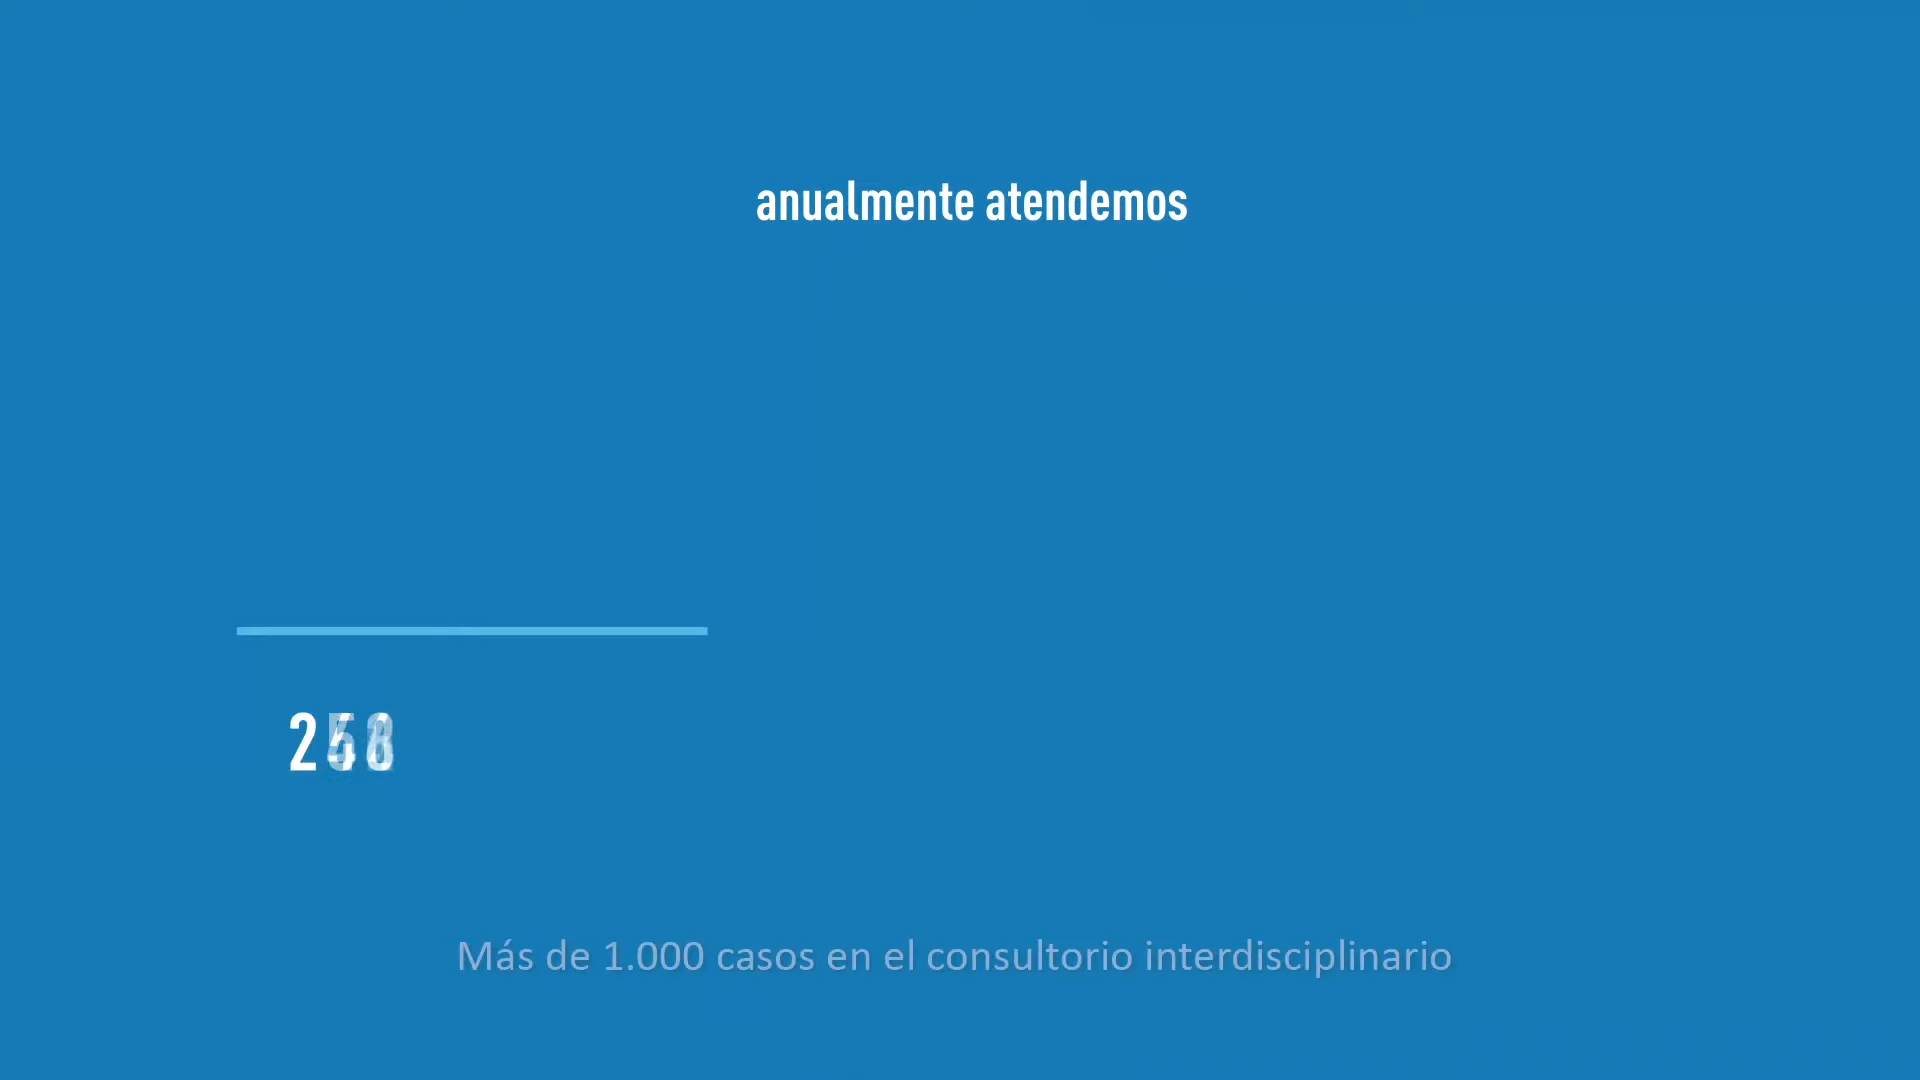 anualmente atendemos
Más de 1.000 casos en el consultorio interdisciplinario